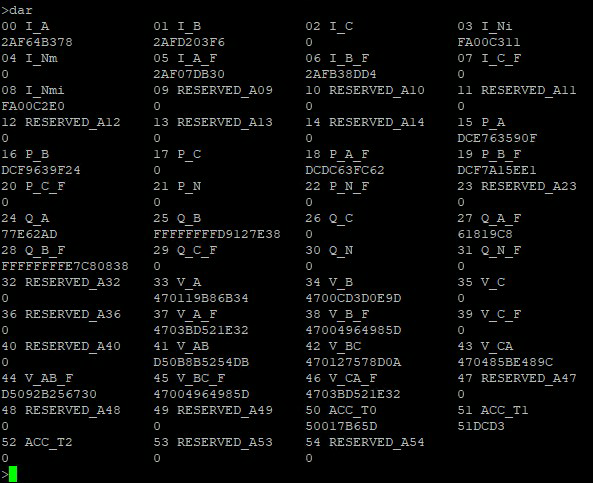 >dar
00 I_A 01 I_B 02 I_C 03 I_Ni
2AF64B378 2AFD203F6 0 FA00C311
04 I_Nm 05 I_A_F 06 I_B_F 07 I_C_F
0 2AF07DB30 2AFB38DD4 0
08 I_Nmi 09 RESERVED_A09 10 RESERVED_A10 11 RESERVED_A11
FA00C2E0 0 0 0
12 RESERVED_A12 13 RESERVED_A13 14 RESERVED_A14 15 P_A
0 0 0 DCE763590F
16 P_B 17 P_C 18 P_A_F 19 P_B_F
DCF9639F24 0 DCDC63FC62 DCF7A15EE1
20 P_C_F 21 P_N 22 P_N_F 23 RESERVED_A23
0 0 0 0
24 Q_A 25 Q_B 26 Q_C 27 Q_A_F
77E62AD FFFFFFFFD9127E38 0 61819C8
28 Q_B_F 29 Q_C_F 30 Q_N 31 Q_N_F
FFFFFFFFE7C80838 0 0 0
32 RESERVED_A32 33 V_A 34 V_B 35 V_C
0 470119B86B34 4700CD3D0E9D 0
36 RESERVED_A36 37 V_A_F 38 V_B_F 39 V_C_F
0 4703BD521E32 47004964985D 0
40 RESERVED_A40 41 V_AB 42 V_BC 43 V_CA
0 D50B8B5254DB 470127578D0A 470485BE489C
44 V_AB_F 45 V_BC_F 46 V_CA_F 47 RESERVED_A47
D5092B256730 47004964985D 4703BD521E32 0
48 RESERVED_A48 49 RESERVED_A49 50 ACC_T0 51 ACC_T1
0 0 50017B65D 51DCD3
52 ACC_T2 53 RESERVED_A53 54 RESERVED_A54
0 0 0
>